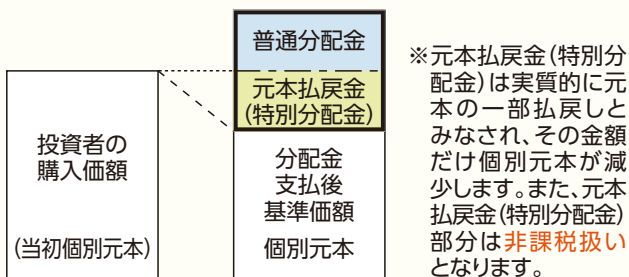 普通分配金
元本払戻金
(特別分配金)
投資者の
購入価額
(当初個別元本)
分配金
支払後
基準価額
個別元本
※元本払戻金(特別分
配金)は実質的に元
本の一部払戻しと
みなされ、その金額
だけ個別元本が減
少します。また、元本
払戻金(特別分配金)
部分は非課税扱い
となります。